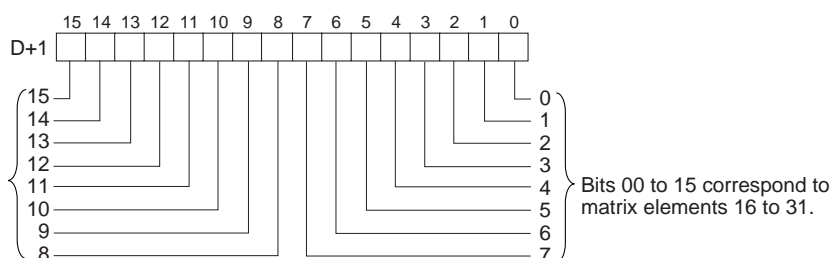 15 14 13 12 11 10 9 8 7 6 5 4 3 2 1 0
D+1
15 0
14 1
13 2
12 3
11 4
10 5
9 6
8 7
Bits 00 to 15 correspond to
matrix elements 16 to 31.